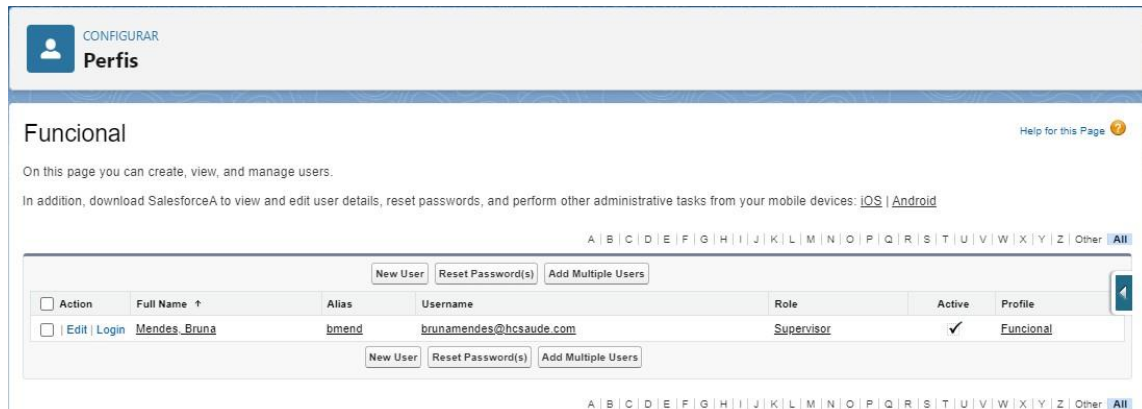 CONFIGURAR
Perfis
Funcional
Help for this Page ?
On this page you can create, view, and manage users.
In addition, download SalesforceA to view and edit user details, reset passwords, and perform other administrative tasks from your mobile devices: iOS | Android
A | B | C | D | E | F | G | H | I | J | K | L | M | N | O | P | Q | R | S | T | U | V | W | X | Y | Z | Other All
New User Reset Password(s) Add Multiple Users
Action Full Name ↑ Alias Username Role Active Profile
| Edit | Login Mendes, Bruna bmend brunamendes@hcsaude.com Supervisor ✓ Funcional
New User Reset Password(s) Add Multiple Users
A | B | C | D | E | F | G | H | I | J | K | L | M | N | O | P | Q | R | S | T | U | V | W | X | Y | Z | Other All